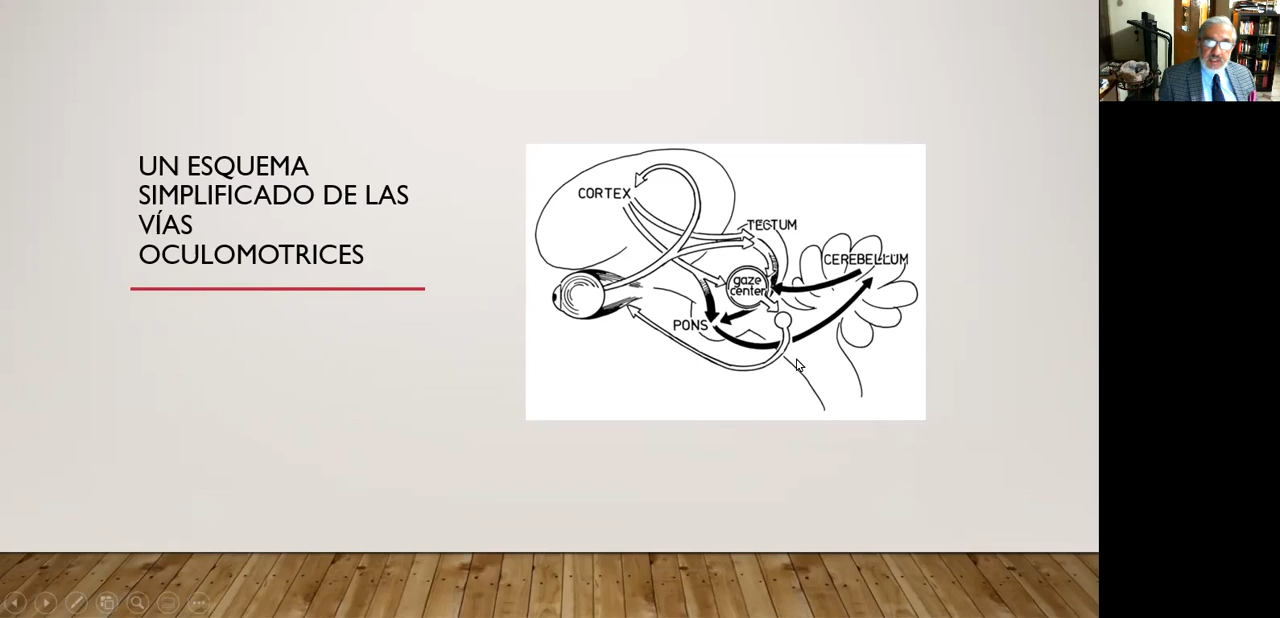 UN ESQUEMA
SIMPLIFICADO DE LAS
VÍAS
OCULOMOTRICES
CORTEX
TECTUM
CEREBELLUM
gaze
center
PONS